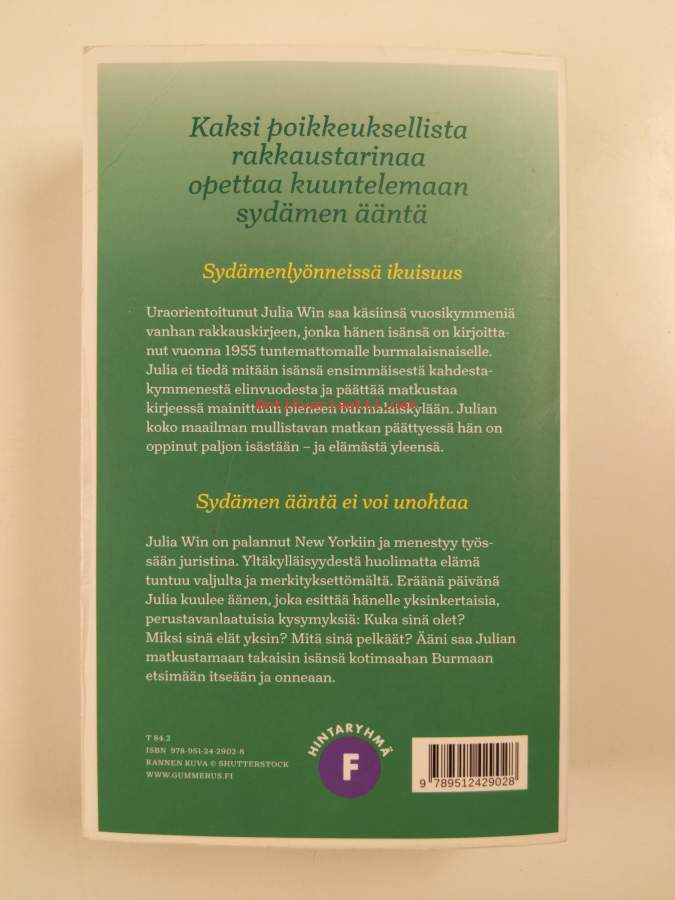 Kaksi poikkeuksellista
rakkaustarinaa
opettaa kuuntelemaan
sydämen ääntä
Sydämenlyönneissä ikuisuus
Uraorientoitunut Julia Win saa käsiinsä vuosikymmeniä
vanhan rakkauskirjeen, jonka hänen isänsä on kirjoitta-
nut vuonna 1955 tuntemattomalle burmalaisnaiselle.
Julia ei tiedä mitään isänsä ensimmäisestä kahdesta-
kymmenestä elinvuodesta ja päättää matkustaa
kirjeessä mainittuun pieneen burmalaiskylään. Julian
Antikvariaatti.net
koko maailman mullistavan matkan päättyessä hän on
oppinut paljon isästään – ja elämästä yleensä.
Sydämen ääntä ei voi unohtaa
Julia Win on palannut New Yorkiin ja menestyy työs-
sään juristina. Yltäkylläisyydestä huolimatta elämä
tuntuu valjulta ja merkityksettömältä. Eräänä päivänä
Julia kuulee äänen, joka esittää hänelle yksinkertaisia,
perustavanlaatuisia kysymyksiä: Kuka sinä olet?
Miksi sinä elät yksin? Mitä sinä pelkäät? Ääni saa Julian
matkustamaan takaisin isänsä kotimaahan Burmaan
etsimään itseään ja onneaan.
T 84.2
ISBN 978-951-24-2902-8
KANNEN KUVA © SHUTTERSTOCK
WWW.GUMMERUS.FI
HINTARYHMÄ
F
9 789512 429028